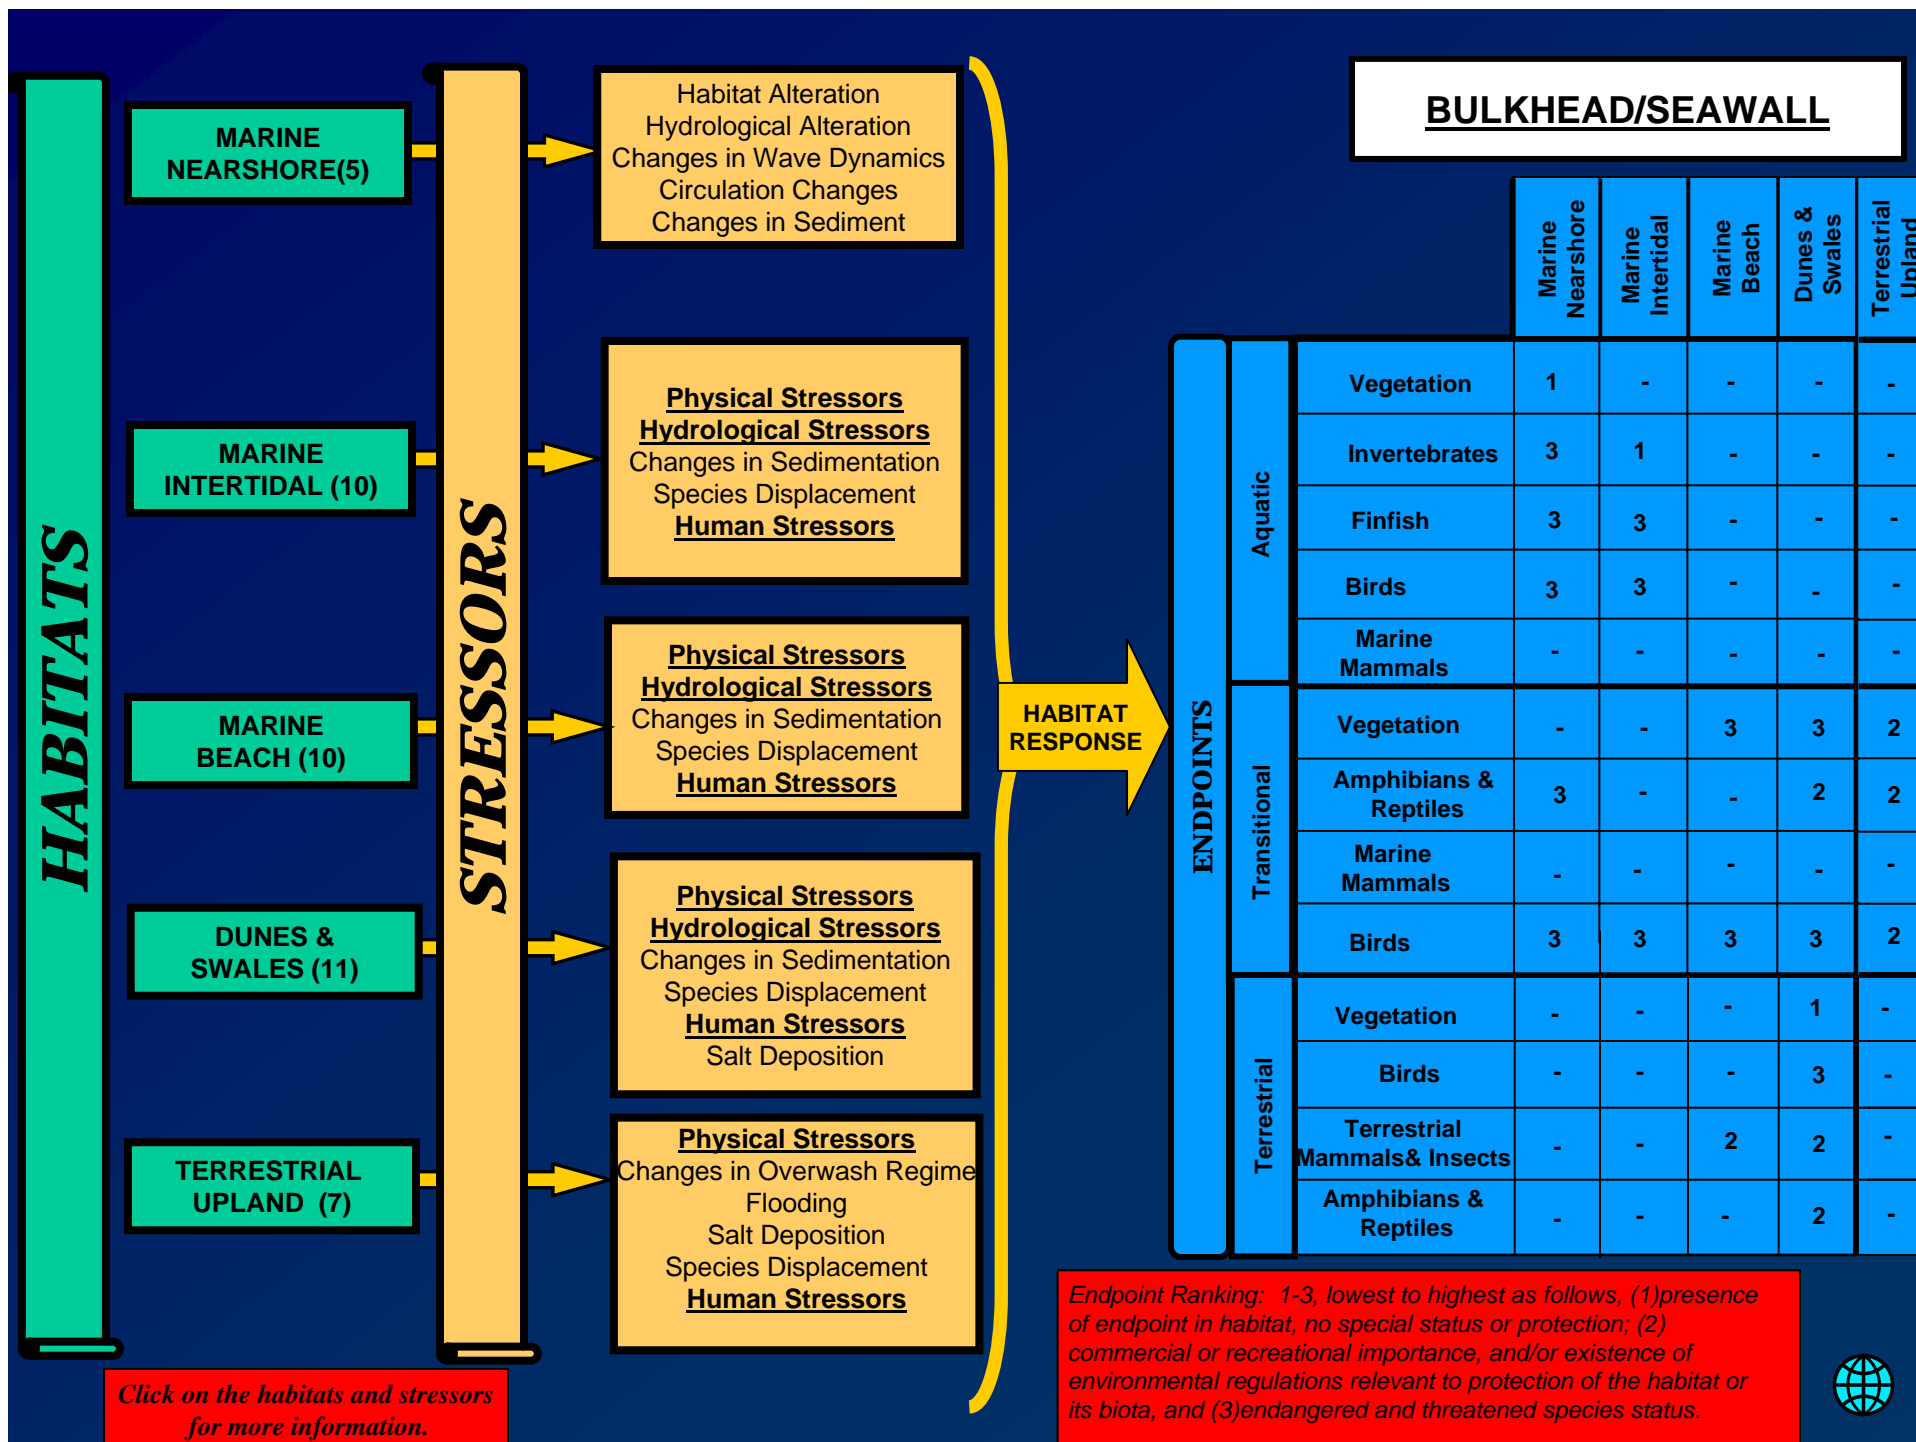 HABITATS
MARINE
NEARSHORE(5)
MARINE
INTERTIDAL (10)
MARINE
BEACH (10)
DUNES &
SWALES (11)
TERRESTRIAL
UPLAND (7)
STRESSORS
Habitat Alteration
Hydrological Alteration
Changes in Wave Dynamics
Circulation Changes
Changes in Sediment
Physical Stressors
Hydrological Stressors
Changes in Sedimentation
Species Displacement
Human Stressors
Physical Stressors
Hydrological Stressors
Changes in Sedimentation
Species Displacement
Human Stressors
Physical Stressors
Hydrological Stressors
Changes in Sedimentation
Species Displacement
Human Stressors
Salt Deposition
Physical Stressors
Changes in Overwash Regime
Flooding
Salt Deposition
Species Displacement
Human Stressors
HABITAT
RESPONSE
BULKHEAD/SEAWALL
Marine
Nearshore
Marine
Intertidal
Marine
Beach
Dunes &
Swales
Terrestrial
Upland
ENDPOINTS
Aquatic
Vegetation 1 - - - -
Invertebrates 3 1 - - -
Finfish 3 3 - - -
Birds 3 3 - - -
Marine
Mammals - - - - -
Transitional
Vegetation - - 3 3 2
Amphibians &
Reptiles 3 - - 2 2
Marine
Mammals - - - - -
Birds 3 3 3 3 2
Terrestrial
Vegetation - - - 1 -
Birds - - - 3 -
Terrestrial
Mammals& Insects - - 2 2 -
Amphibians &
Reptiles - - - 2 -
Endpoint Ranking: 1-3, lowest to highest as follows, (1)presence
of endpoint in habitat, no special status or protection; (2)
commercial or recreational importance, and/or existence of
environmental regulations relevant to protection of the habitat or
its biota, and (3)endangered and threatened species status.
Click on the habitats and stressors
for more information.